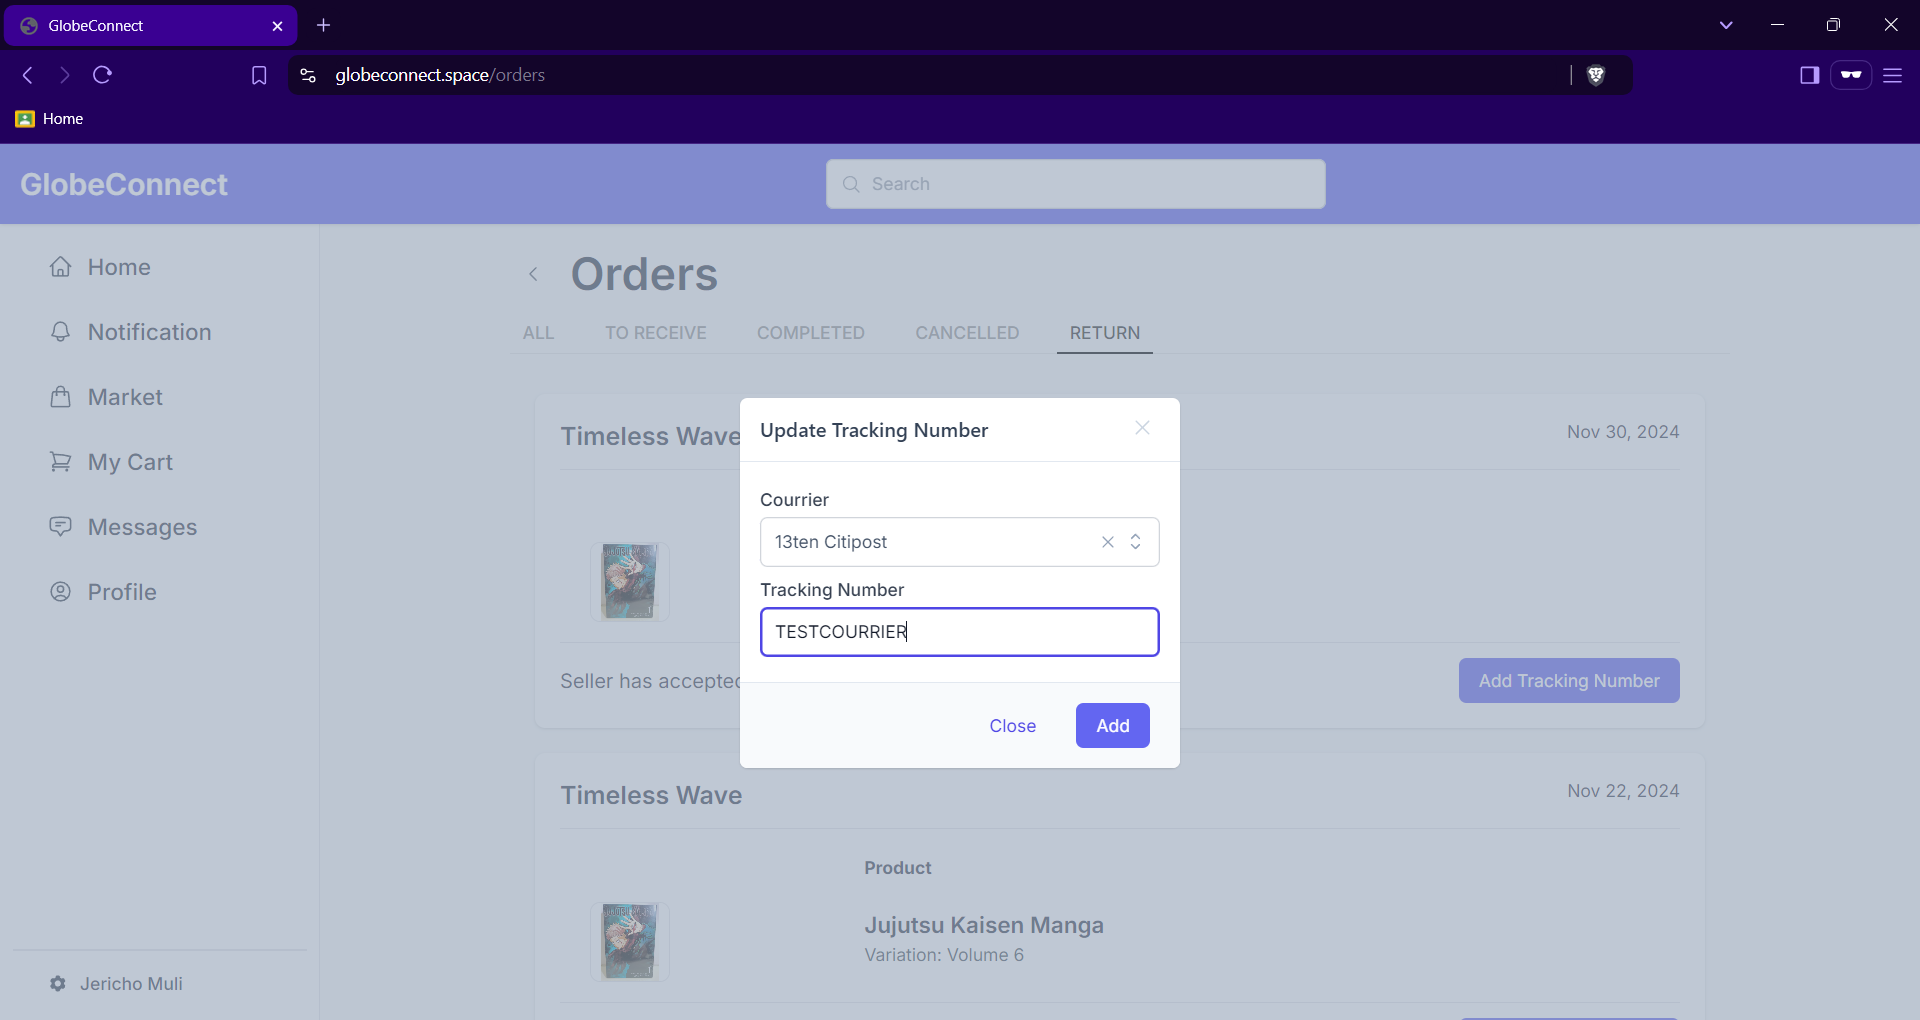 GlobeConnect
globeconnect.space/orders
Home
GlobeConnect
Search
Home
Notification
Market
My Cart
Messages
Profile
Jericho Muli
Orders
ALL
TO RECEIVE
COMPLETED
CANCELLED
RETURN
Timeless Wave
Nov 30, 2024
Seller has accepted
Add Tracking Number
Update Tracking Number
Courrier
13ten Citipost
Tracking Number
TESTCOURRIER
Close
Add
Timeless Wave
Nov 22, 2024
Product
Jujutsu Kaisen Manga
Variation: Volume 6